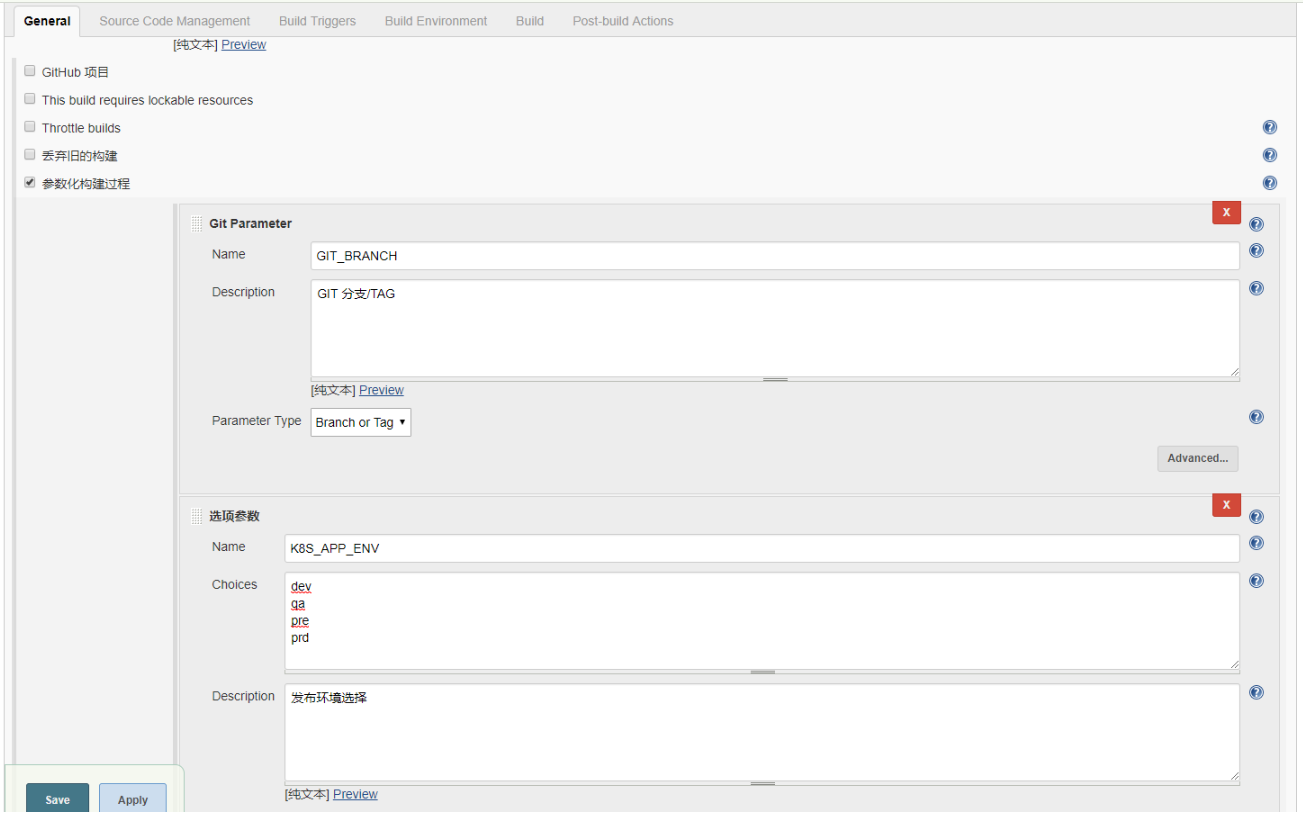 General Source Code Management Build Triggers Build Environment Build Post-build Actions
[纯文本] Preview
GitHub 项目
This build requires lockable resources
Throttle builds
丢弃旧的构建
参数化构建过程
X
Git Parameter
Name GIT_BRANCH
Description GIT 分支/TAG
[纯文本] Preview
Parameter Type Branch or Tag
Advanced...
X
选项参数
Name K8S_APP_ENV
Choices dev
qa
pre
prd
Description 发布环境选择
[纯文本] Preview
Save Apply